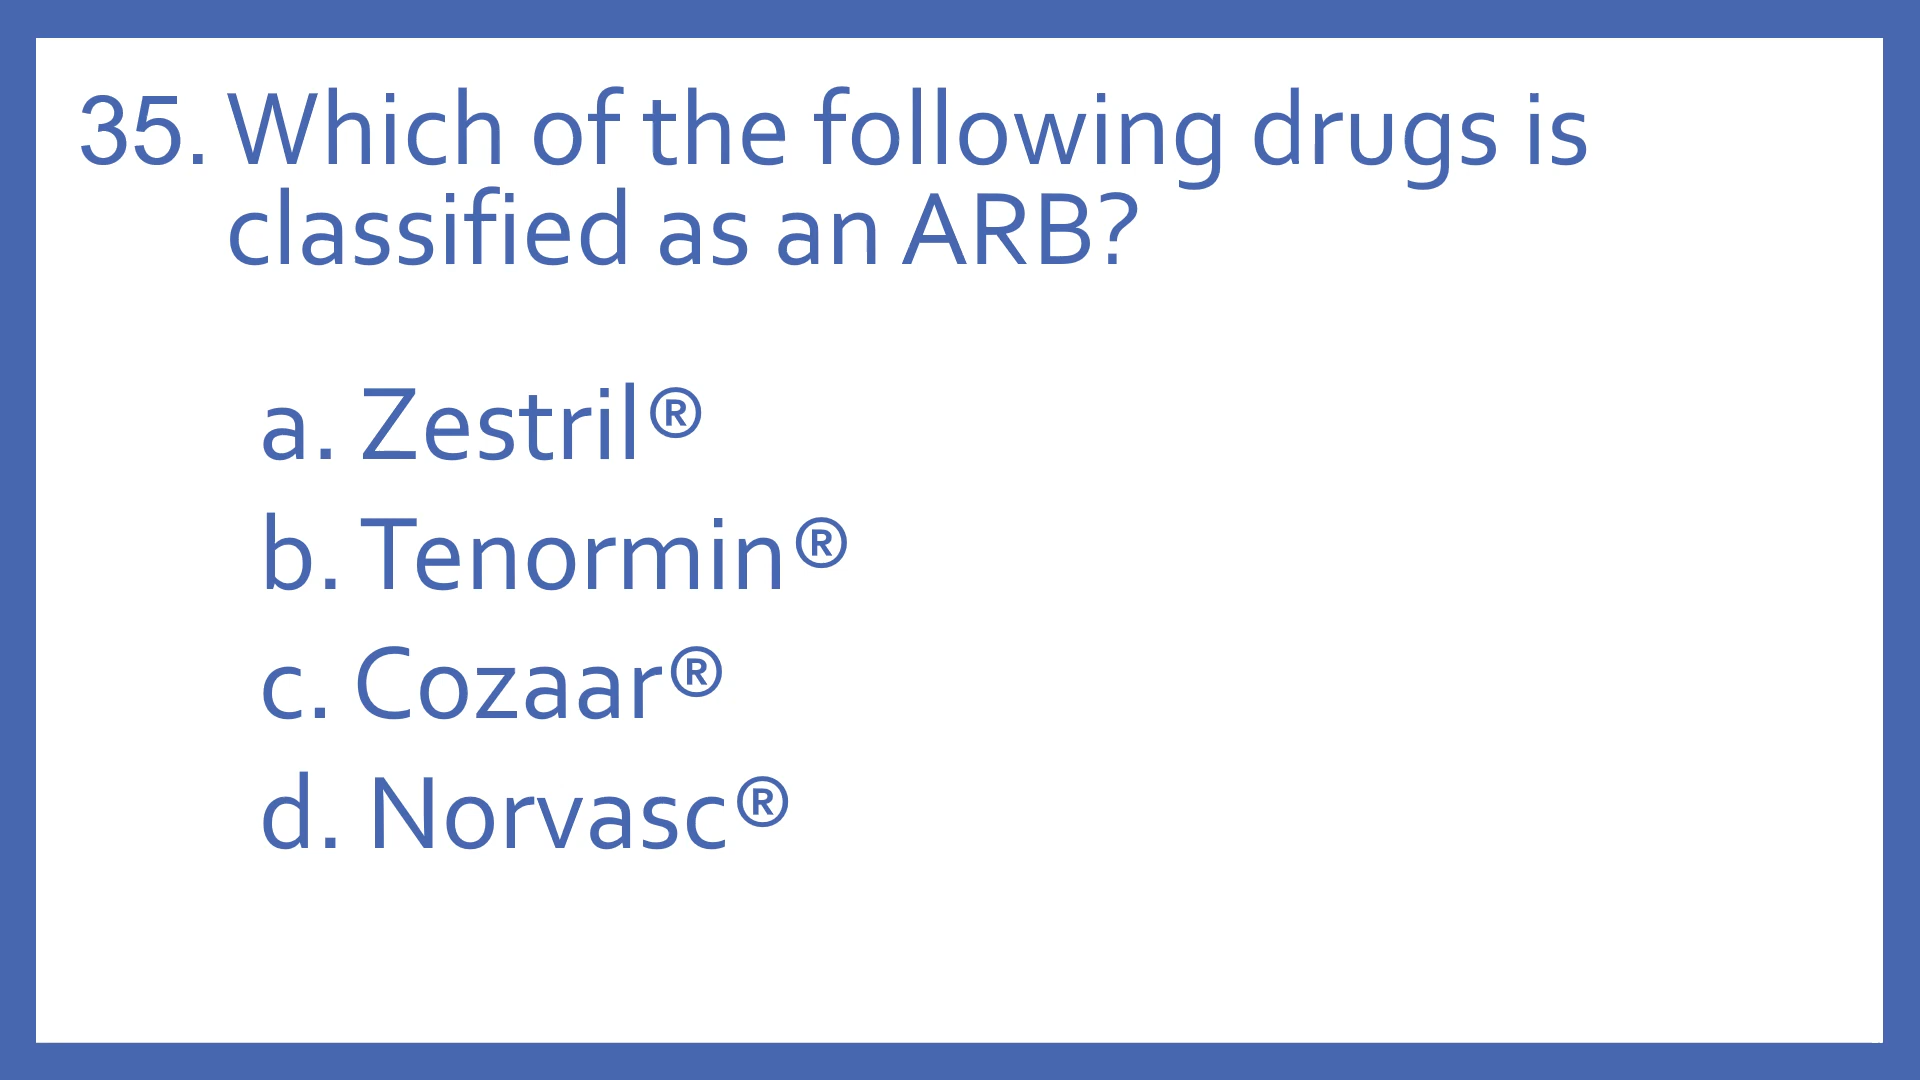 35. Which of the following drugs is
classified as an ARB?
a. Zestril®
b. Tenormin®
c. Cozaar®
d. Norvasc®